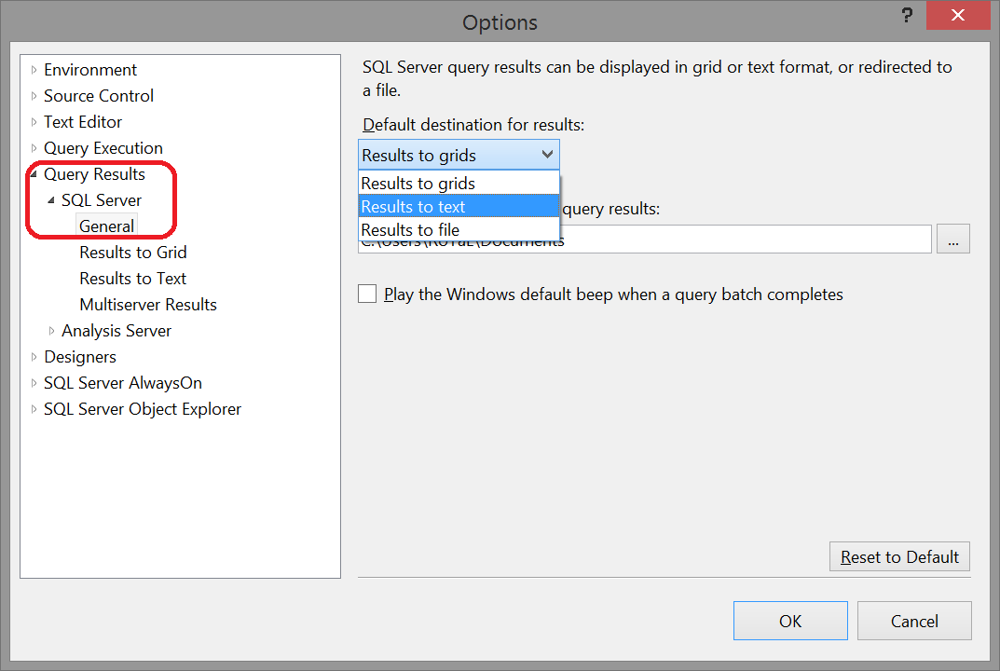 Options
?
Environment
Source Control
Text Editor
Query Execution
Query Results
SQL Server
General
Results to Grid
Results to Text
Multiserver Results
Analysis Server
Designers
SQL Server AlwaysOn
SQL Server Object Explorer
SQL Server query results can be displayed in grid or text format, or redirected to
a file.
Default destination for results:
Results to grids
Results to grids
Results to text
Results to file
query results:
...
Play the Windows default beep when a query batch completes
Reset to Default
OK
Cancel